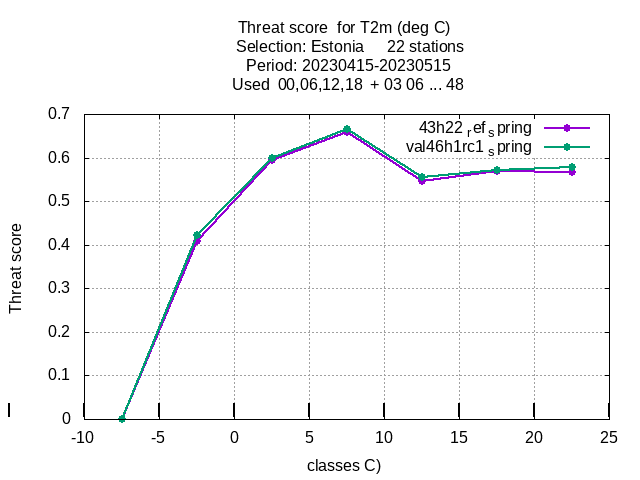 Threat score  for T2m (deg C)
Selection: Estonia     22 stations
Period: 20230415-20230515
Used  00,06,12,18  + 03 06 ... 48
43h22 ref s pring
val46h1rc1 s pring
0.7
0.6
0.5
0.4
0.3
0.2
0.1
0
Threat score
-10 -5 0 5 10 15 20 25
classes C)